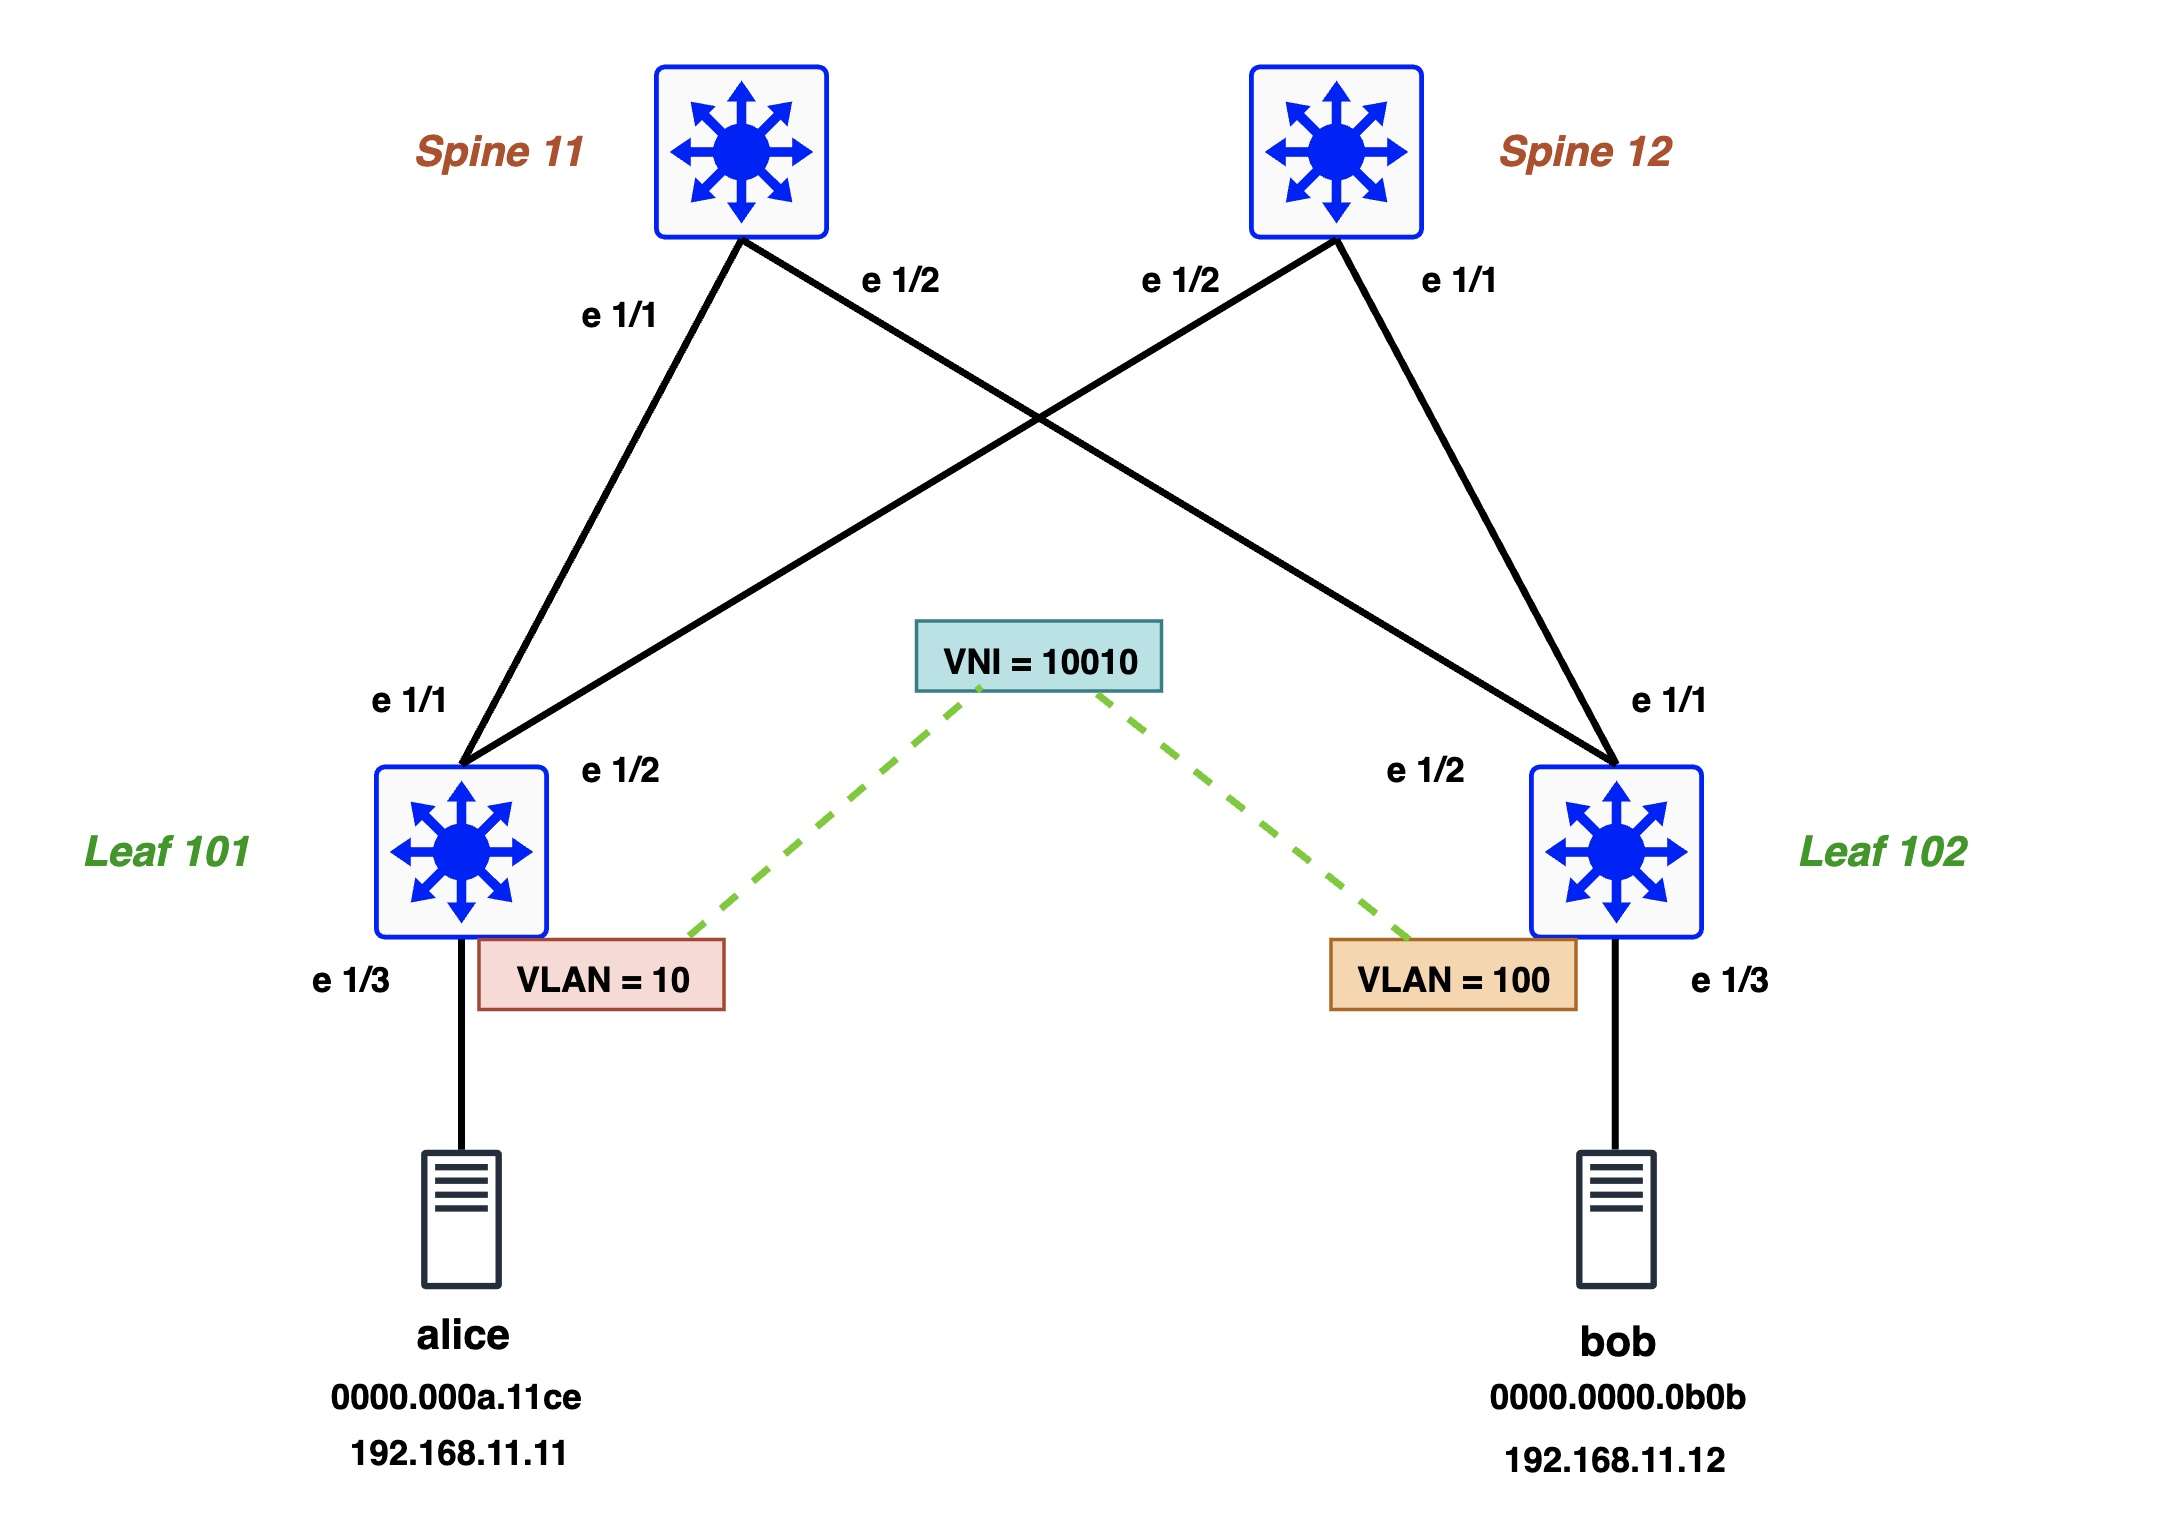 Spine 11
Spine 12
e 1/2
e 1/2
e 1/1
e 1/1
VNI = 10010
e 1/1
e 1/1
e 1/2
e 1/2
Leaf 101
Leaf 102
e 1/3
VLAN = 10
VLAN = 100
e 1/3
alice
bob
0000.000a.11ce
0000.0000.0b0b
192.168.11.11
192.168.11.12